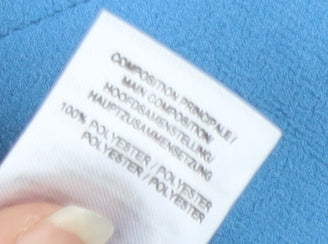 COMPOSITION PRINCIPALE /
MAIN COMPOSITION
HOOFDSAMENSTELLING/
HAUPTZUSAMMENSETZUNG
100% POLYESTER / POLYESTER
POLYESTER / POLYESTER